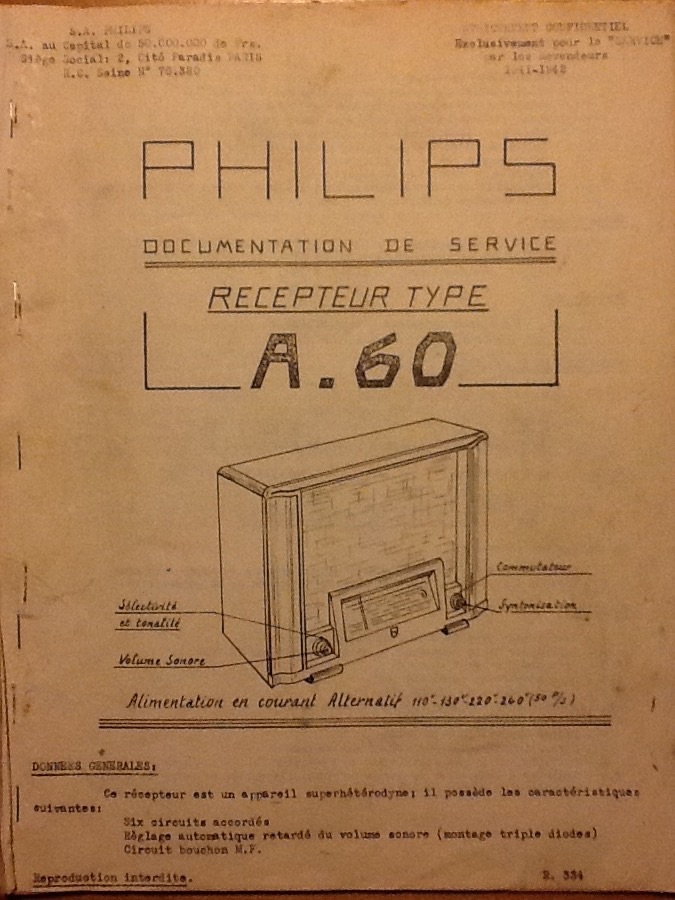 S.A. PHILIPS
S.A. au Capital de 50.000.000 de Frs.
Siège Social: 2, Cité Paradis PARIS
R.C. Seine N° 75.380
STRICTEMENT CONFIDENTIEL
Exclusivement pour le "SERVICE"
par les Revendeurs
1941-1942
PHILIPS
DOCUMENTATION DE SERVICE
RECEPTEUR TYPE
A.60
Commutateur
Syntonisation
Sélectivité
et tonalité
Volume Sonore
Alimentation en courant Alternatif 110v-130v-220v-240v (50 p/s)
DONNEES GENERALES:
Ce récepteur est un appareil superhétérodyne; il possède les caractéristiques
suivantes:
Six circuits accordés
Réglage automatique retardé du volume sonore (montage triple diodes)
Circuit bouchon M.F.
Reproduction interdite.
R. 334